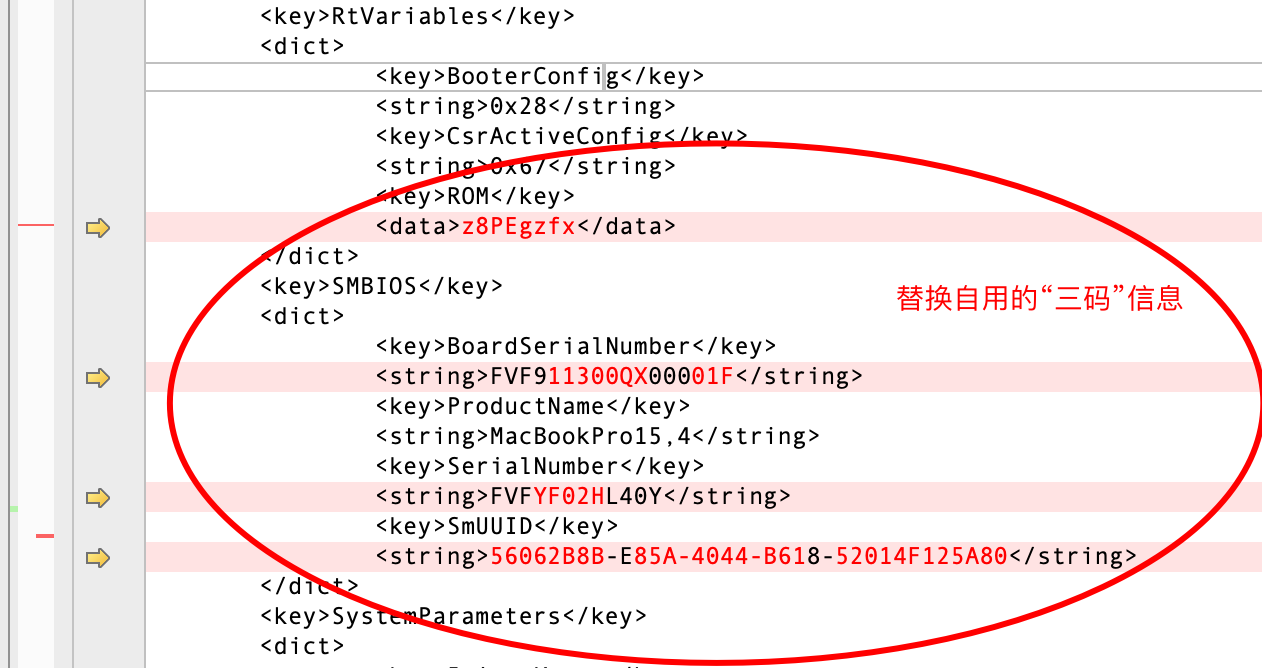 <key>RtVariables</key>
<dict>
<key>BooterConfig</key>
<string>0x28</string>
<key>CsrActiveConfig</key>
<string>0x67</string>
<key>ROM</key>
<data>z8PEgzfx</data>
</dict>
<key>SMBIOS</key>
替换自用的“三码”信息
<dict>
<key>BoardSerialNumber</key>
<string>FVF911300QX00001F</string>
<key>ProductName</key>
<string>MacBookPro15,4</string>
<key>SerialNumber</key>
<string>FVFYF02HL40Y</string>
<key>SmUUID</key>
<string>56062B8B-E85A-4044-B618-52014F125A80</string>
</dict>
<key>SystemParameters</key>
<dict>